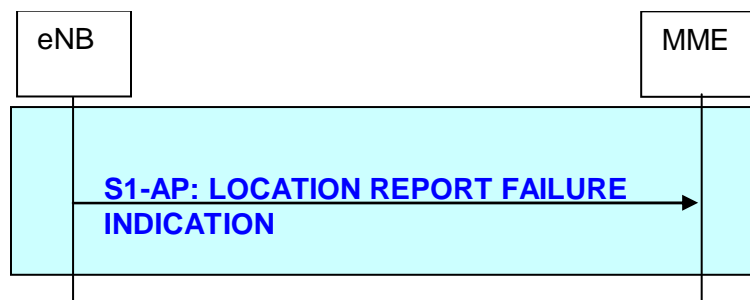 eNB
MME
S1-AP: LOCATION REPORT FAILURE
INDICATION